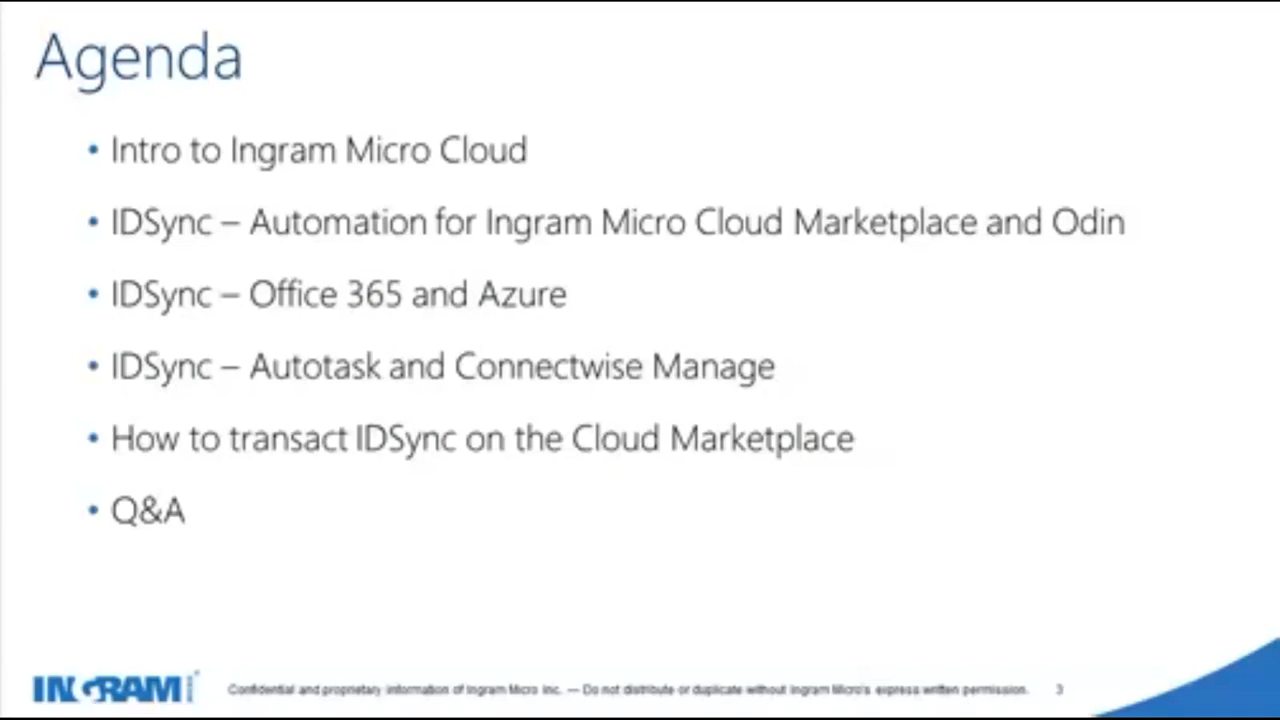 Agenda
• Intro to Ingram Micro Cloud
• IDSync – Automation for Ingram Micro Cloud Marketplace and Odin
• IDSync – Office 365 and Azure
• IDSync – Autotask and Connectwise Manage
• How to transact IDSync on the Cloud Marketplace
• Q&A
INGRAM
Confidential and proprietary information of Ingram Micro Inc. — Do not distribute or duplicate without Ingram Micro's express written permission. 3